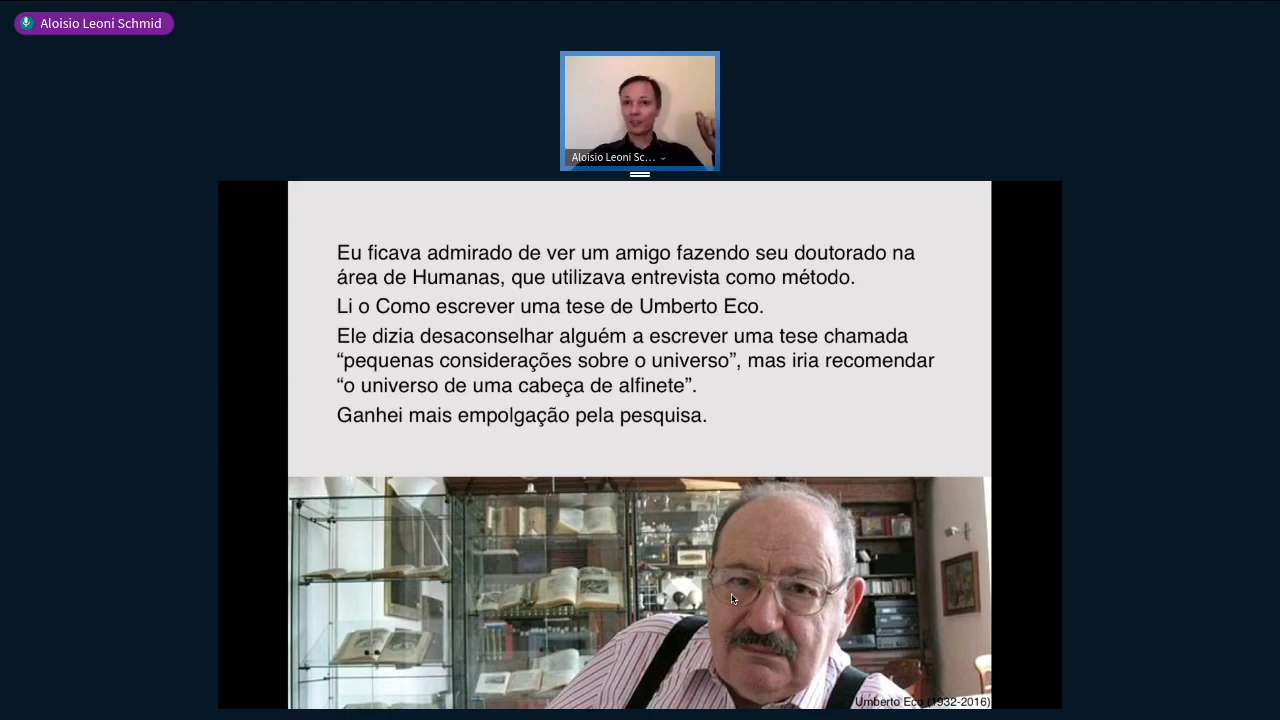 Aloisio Leoni Schmid
Aloisio Leoni Sc...
Eu ficava admirado de ver um amigo fazendo seu doutorado na
área de Humanas, que utilizava entrevista como método.
Li o Como escrever uma tese de Umberto Eco.
Ele dizia desaconselhar alguém a escrever uma tese chamada
“pequenas considerações sobre o universo”, mas iria recomendar
“o universo de uma cabeça de alfinete”.
Ganhei mais empolgação pela pesquisa.
Umberto Eco (1932-2016)